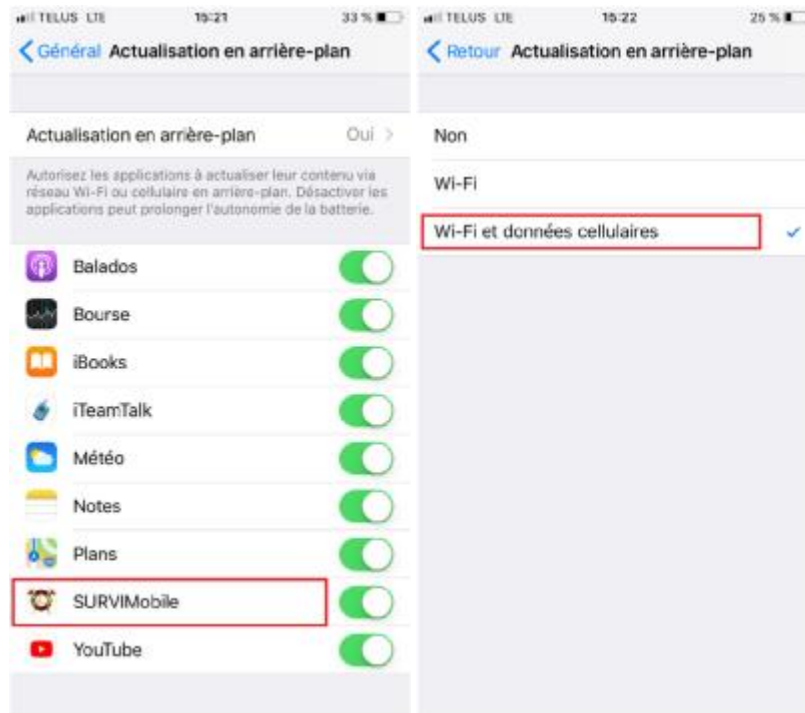 TELUS LTE 15:21 33 %
Général Actualisation en arrière-plan
Actualisation en arrière-plan Oui
Autorisez les applications à actualiser leur contenu via
réseau Wi-Fi ou cellulaire en arrière-plan. Désactiver les
applications peut prolonger l'autonomie de la batterie.
Balados
Bourse
iBooks
iTeamTalk
Météo
Notes
Plans
SURVIMobile
YouTube
TELUS LTE 15:22 25 %
Retour Actualisation en arrière-plan
Non
Wi-Fi
Wi-Fi et données cellulaires